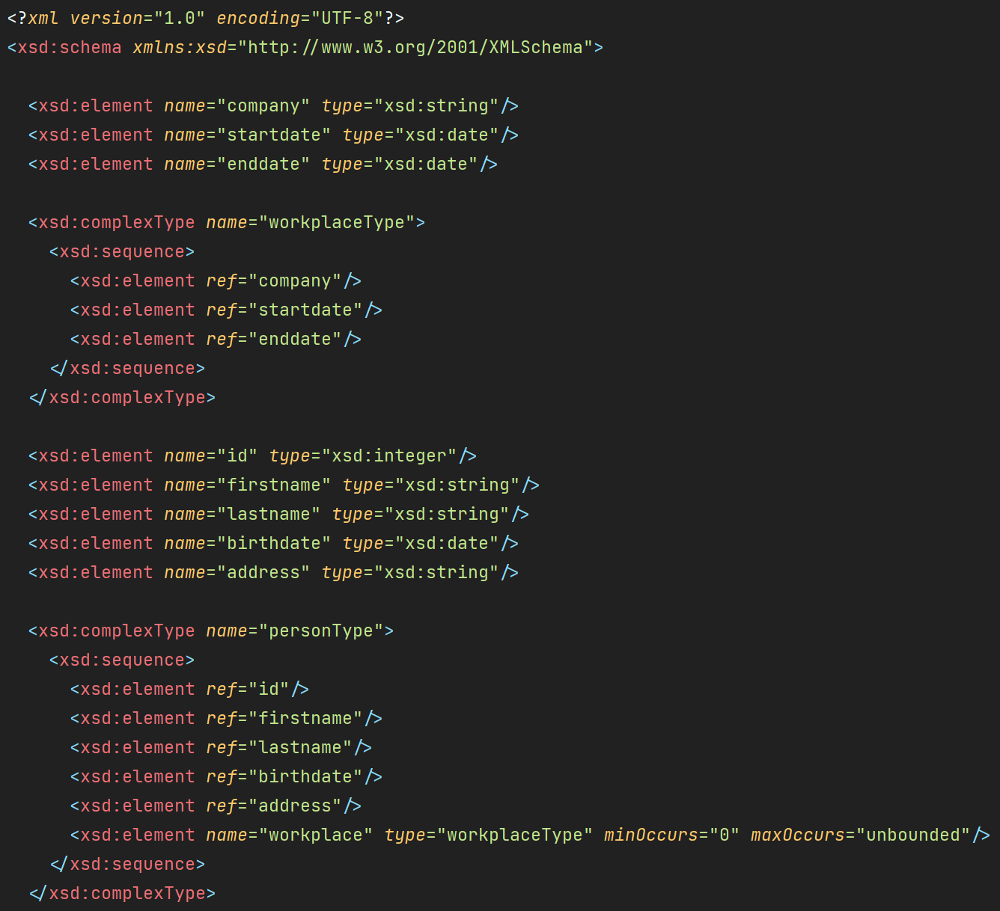 <?xml version="1.0" encoding="UTF-8"?>
<xsd:schema xmlns:xsd="http://www.w3.org/2001/XMLSchema">

  <xsd:element name="company" type="xsd:string"/>
  <xsd:element name="startdate" type="xsd:date"/>
  <xsd:element name="enddate" type="xsd:date"/>

  <xsd:complexType name="workplaceType">
    <xsd:sequence>
      <xsd:element ref="company"/>
      <xsd:element ref="startdate"/>
      <xsd:element ref="enddate"/>
    </xsd:sequence>
  </xsd:complexType>

  <xsd:element name="id" type="xsd:integer"/>
  <xsd:element name="firstname" type="xsd:string"/>
  <xsd:element name="lastname" type="xsd:string"/>
  <xsd:element name="birthdate" type="xsd:date"/>
  <xsd:element name="address" type="xsd:string"/>

  <xsd:complexType name="personType">
    <xsd:sequence>
      <xsd:element ref="id"/>
      <xsd:element ref="firstname"/>
      <xsd:element ref="lastname"/>
      <xsd:element ref="birthdate"/>
      <xsd:element ref="address"/>
      <xsd:element name="workplace" type="workplaceType" minOccurs="0" maxOccurs="unbounded"/>
    </xsd:sequence>
  </xsd:complexType>